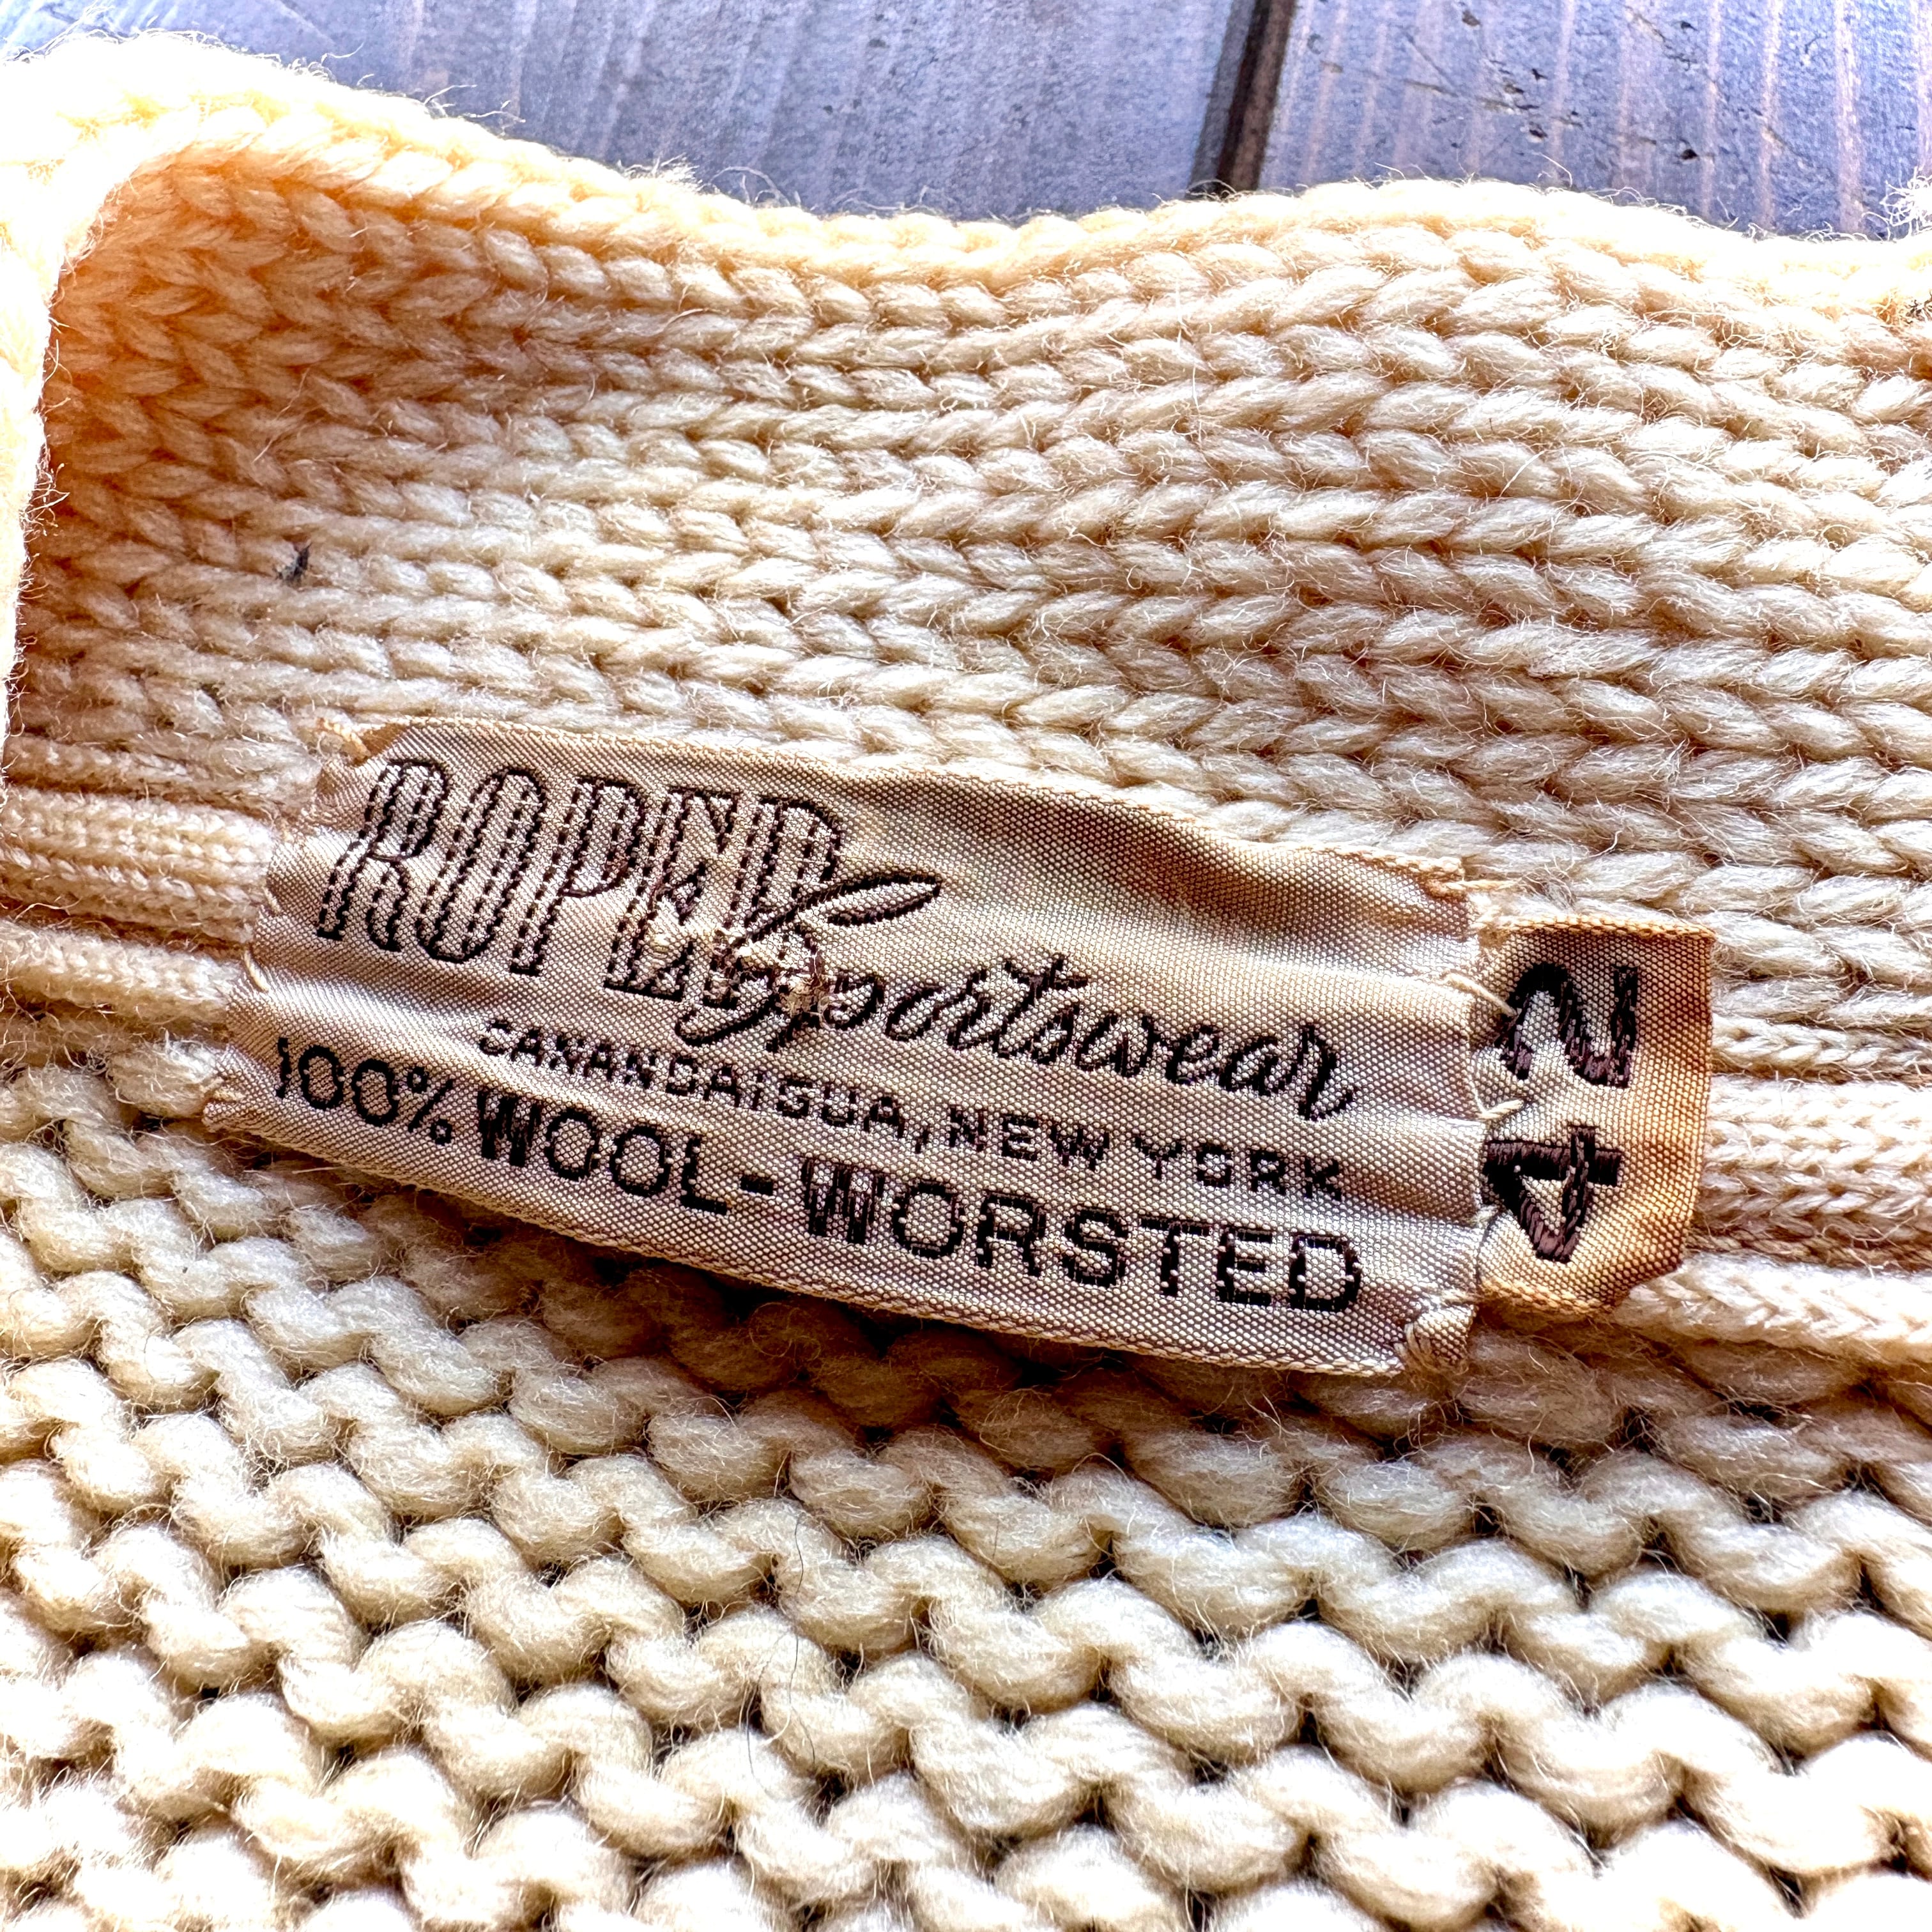 ROPER Sportswear
CANANDAIGUA, NEW YORK
100% WOOL-WORSTED
42